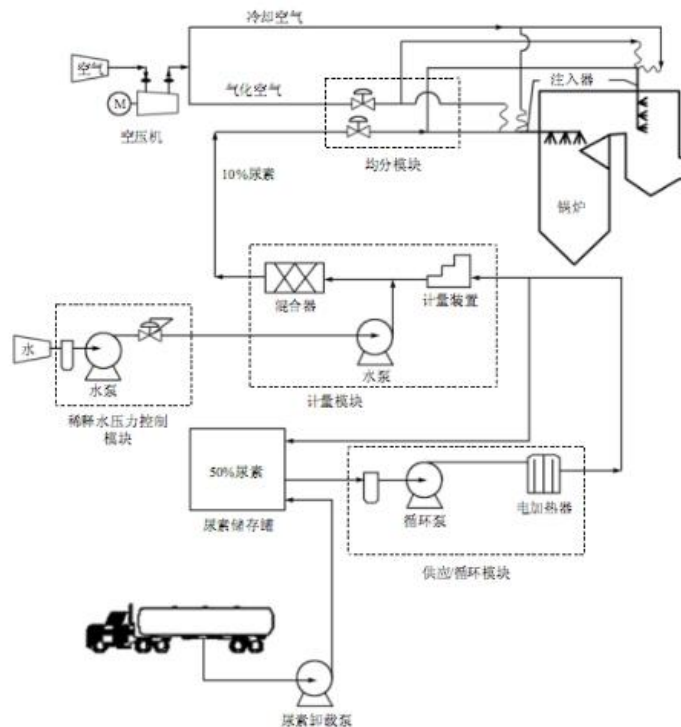 冷却空气
空气
M
空压机
气化空气
注入器
均分模块
10%尿素
锅炉
混合器
计量装置
水
水泵
水泵
计量模块
稀释水压力控制
模块
50%尿素
尿素储存罐
循环泵
电加热器
供应/循环模块
尿素卸载泵